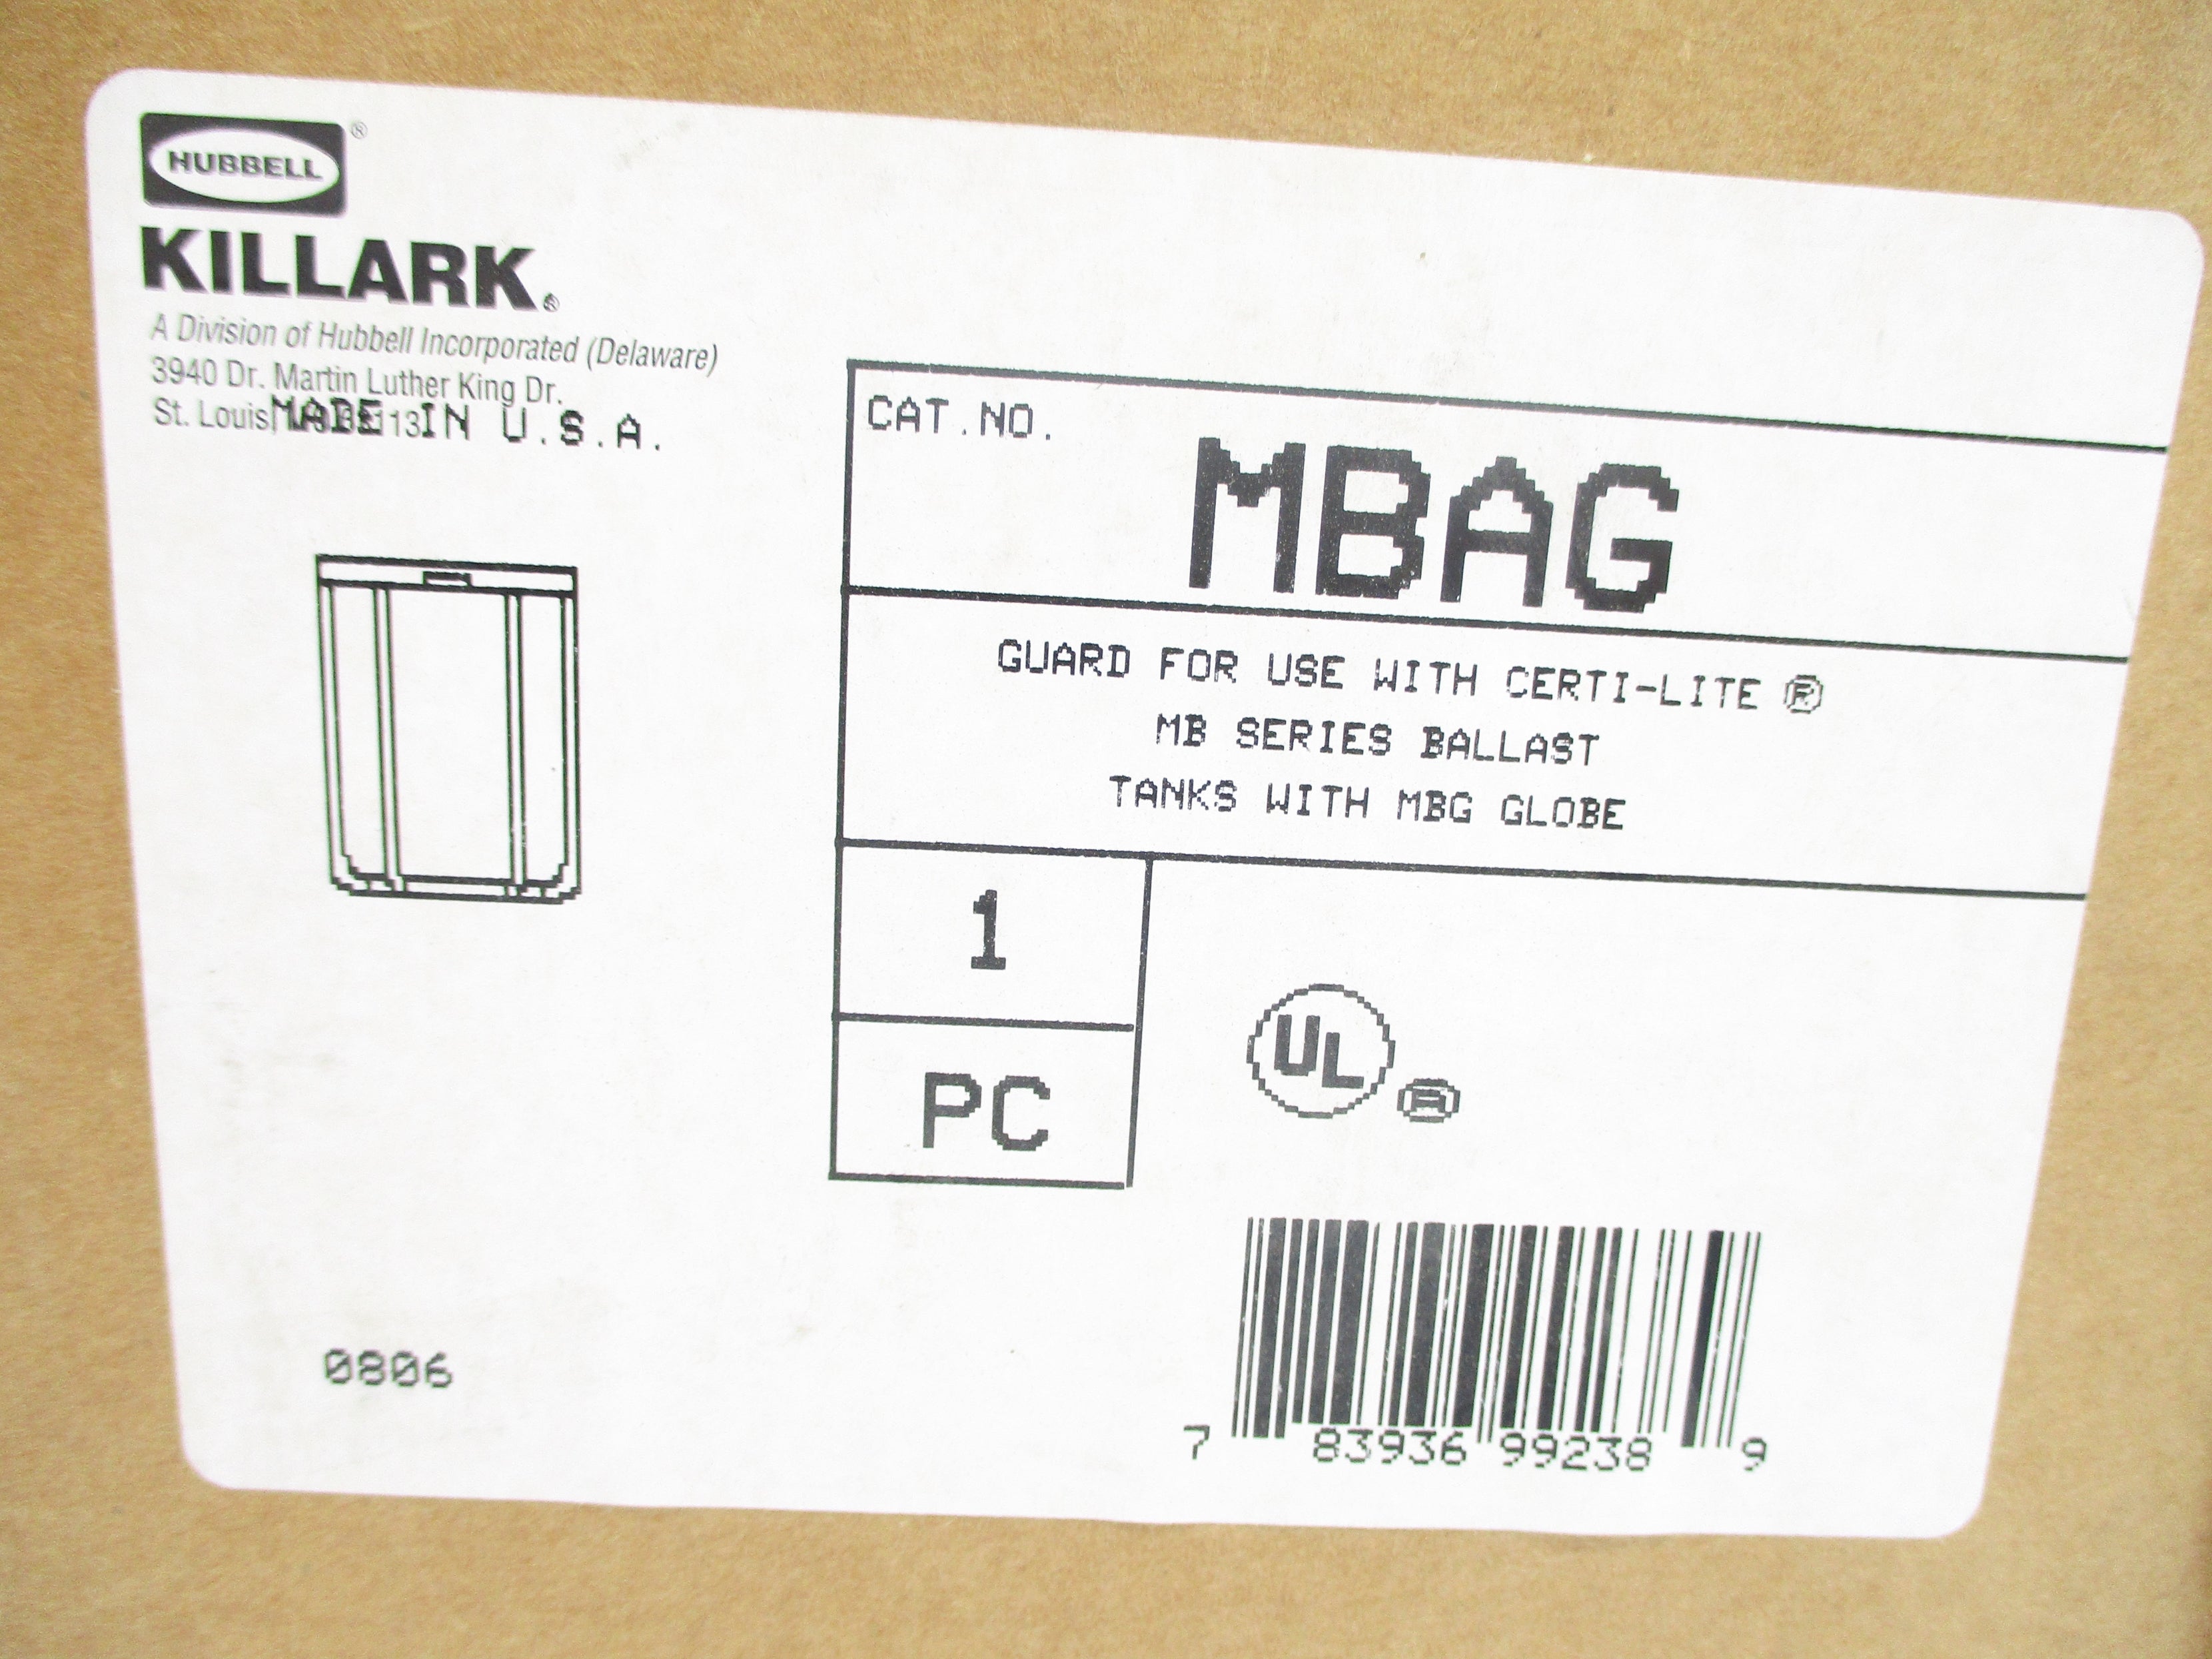 HUBBELL ®
KILLARK®
A Division of Hubbell Incorporated (Delaware)
3940 Dr. Martin Luther King Dr.
St. Louis,
MADE IN U.S.A.
CAT.NO.
MBAG
GUARD FOR USE WITH CERTI-LITE ®
MB SERIES BALLAST
TANKS WITH MBG GLOBE
1
PC
UL ®
0806
7 83936 99238 9